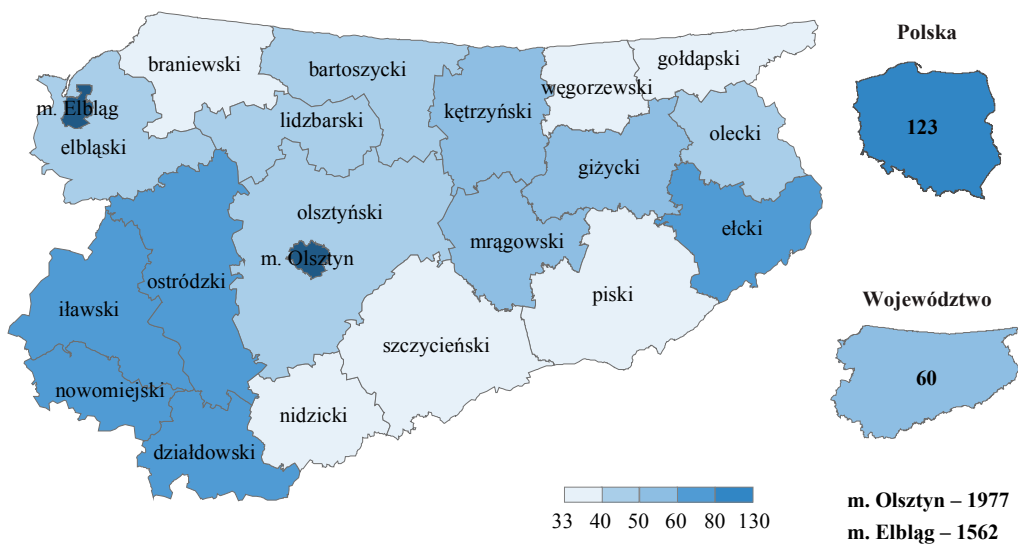 Polska
braniewski
gołdapski
bartoszycki
węgorzewski
m. Elbląg
kętrzyński
123
lidzbarski
olecki
elbląski
giżycki
olsztyński
ełcki
mrągowski
m. Olsztyn
ostródzki
piski
Województwo
iławski
szczycieński
60
nowomiejski
nidzicki
działdowski
33 40 50 60 80 130
m. Olsztyn – 1977
m. Elbląg – 1562